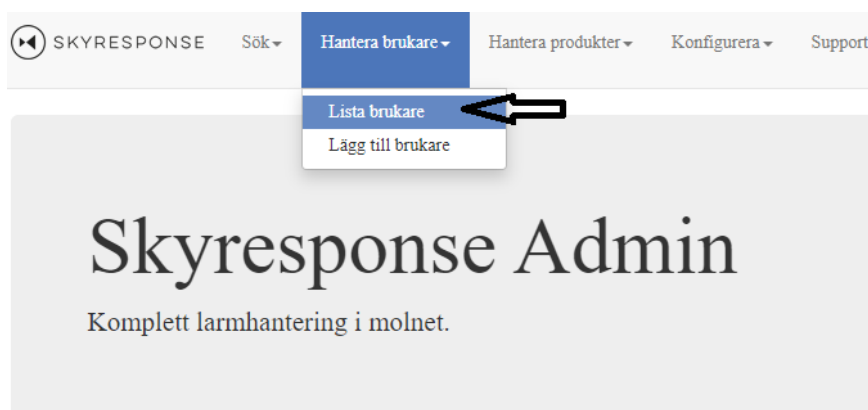 SKYRESPONSE Sök Hantera brukare Hantera produkter Konfigurera Support
Lista brukare
Lägg till brukare
Skyresponse Admin
Komplett larmhantering i molnet.